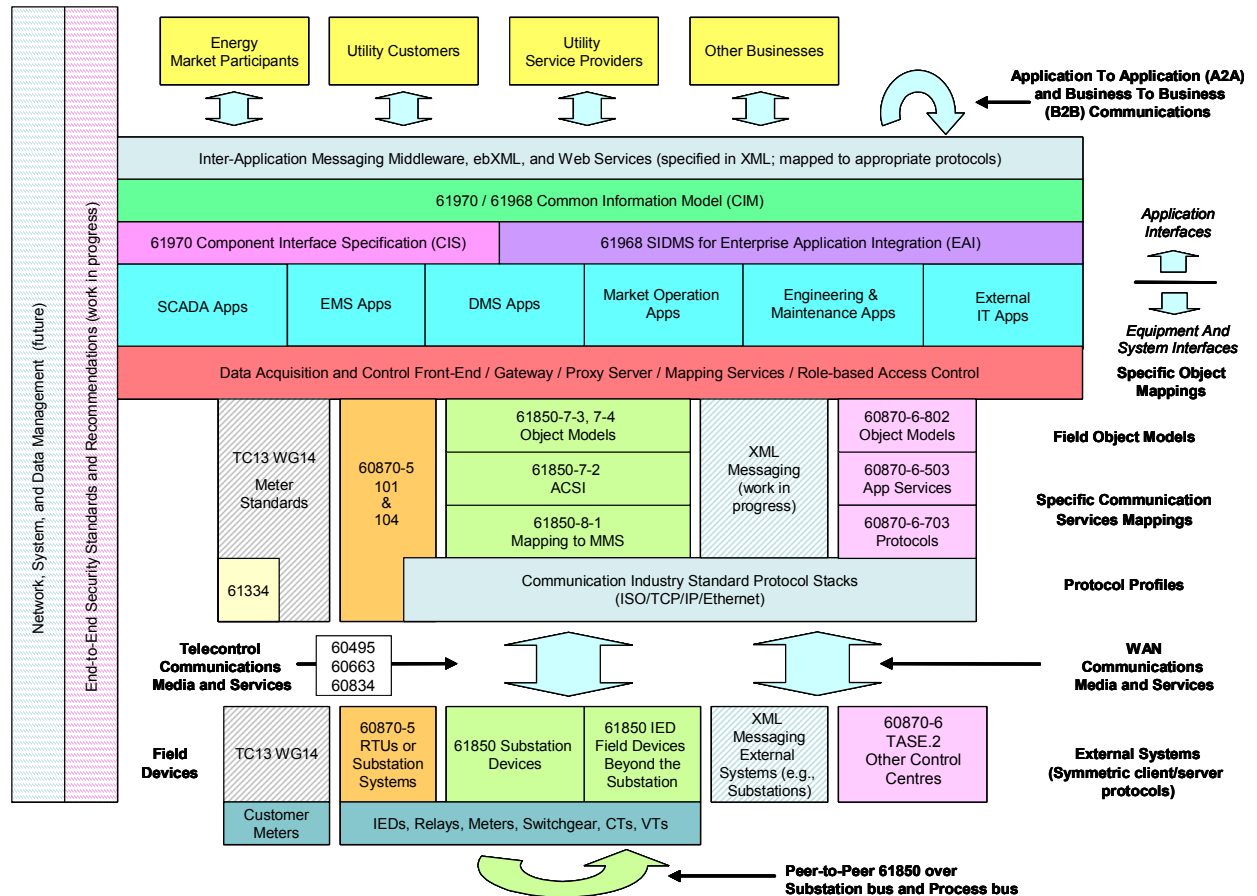 Network, System, and Data Management (future)
End-to-End Security Standards and Recommendations (work in progress)
Energy
Market Participants
Utility Customers
Utility
Service Providers
Other Businesses
Application To Application (A2A)
and Business To Business
(B2B) Communications
Inter-Application Messaging Middleware, ebXML, and Web Services (specified in XML; mapped to appropriate protocols)
61970 / 61968 Common Information Model (CIM)
61970 Component Interface Specification (CIS)
61968 SIDMS for Enterprise Application Integration (EAI)
Application
Interfaces
SCADA Apps
EMS Apps
DMS Apps
Market Operation
Apps
Engineering &
Maintenance Apps
External
IT Apps
Equipment And
System Interfaces
Data Acquisition and Control Front-End / Gateway / Proxy Server / Mapping Services / Role-based Access Control
Specific Object
Mappings
TC13 WG14
Meter
Standards
61334
60870-5
101
&
104
61850-7-3, 7-4
Object Models
61850-7-2
ACSI
61850-8-1
Mapping to MMS
XML
Messaging
(work in
progress)
60870-6-802
Object Models
60870-6-503
App Services
60870-6-703
Protocols
Field Object Models
Specific Communication
Services Mappings
Communication Industry Standard Protocol Stacks
(ISO/TCP/IP/Ethernet)
Protocol Profiles
Telecontrol
Communications
Media and Services
60495
60663
60834
WAN
Communications
Media and Services
Field
Devices
TC13 WG14
60870-5
RTUs or
Substation
Systems
61850 Substation
Devices
61850 IED
Field Devices
Beyond the
Substation
XML
Messaging
External
Systems (e.g.,
Substations)
60870-6
TASE.2
Other Control
Centres
External Systems
(Symmetric client/server
protocols)
Customer
Meters
IEDs, Relays, Meters, Switchgear, CTs, VTs
Peer-to-Peer 61850 over
Substation bus and Process bus